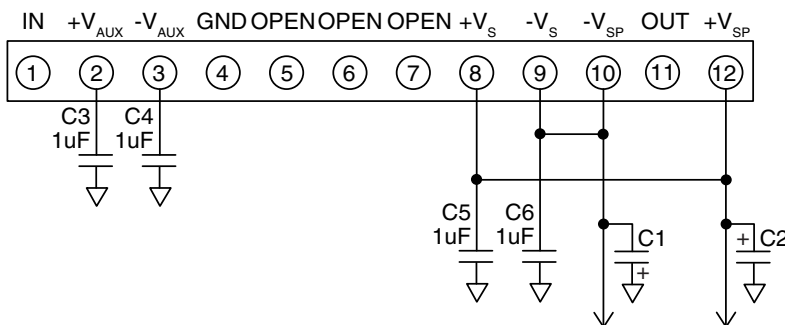 IN +VAUX -VAUX GND OPEN OPEN OPEN +VS -VS -VSP OUT +VSP
1 2 3 4 5 6 7 8 9 10 11 12
C3 C4
1uF 1uF
C5 C6 C1 + C2
1uF 1uF
+